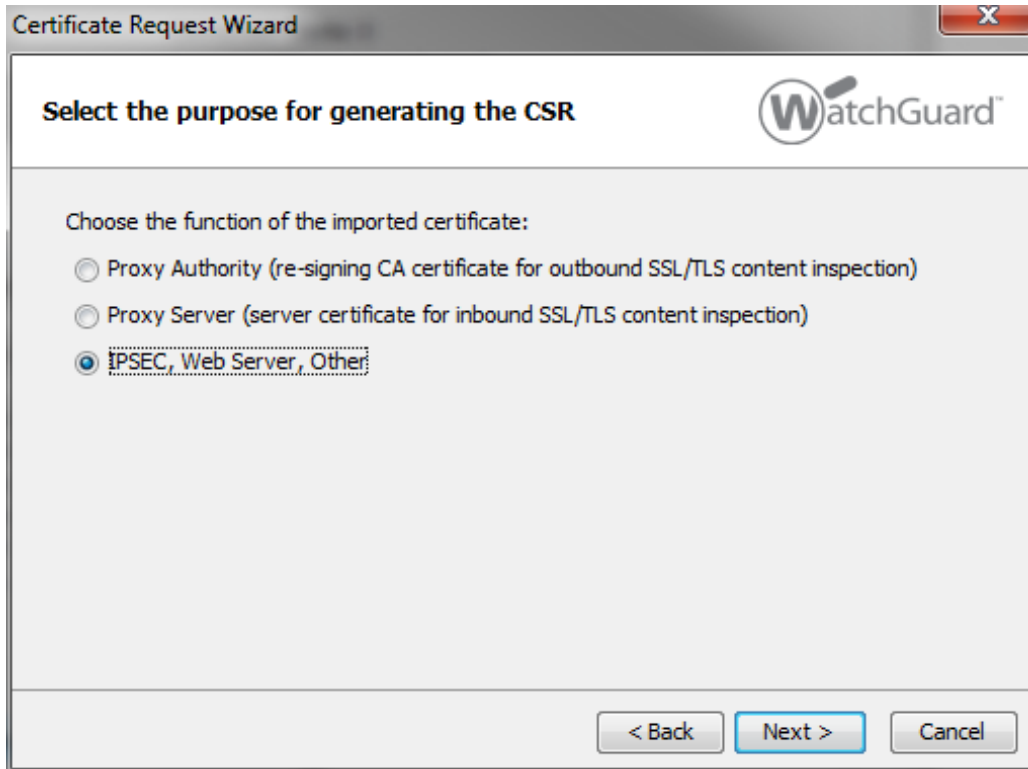 Certificate Request Wizard
X
Select the purpose for generating the CSR
WatchGuard™
Choose the function of the imported certificate:
Proxy Authority (re-signing CA certificate for outbound SSL/TLS content inspection)
Proxy Server (server certificate for inbound SSL/TLS content inspection)
IPSEC, Web Server, Other
< Back
Next >
Cancel